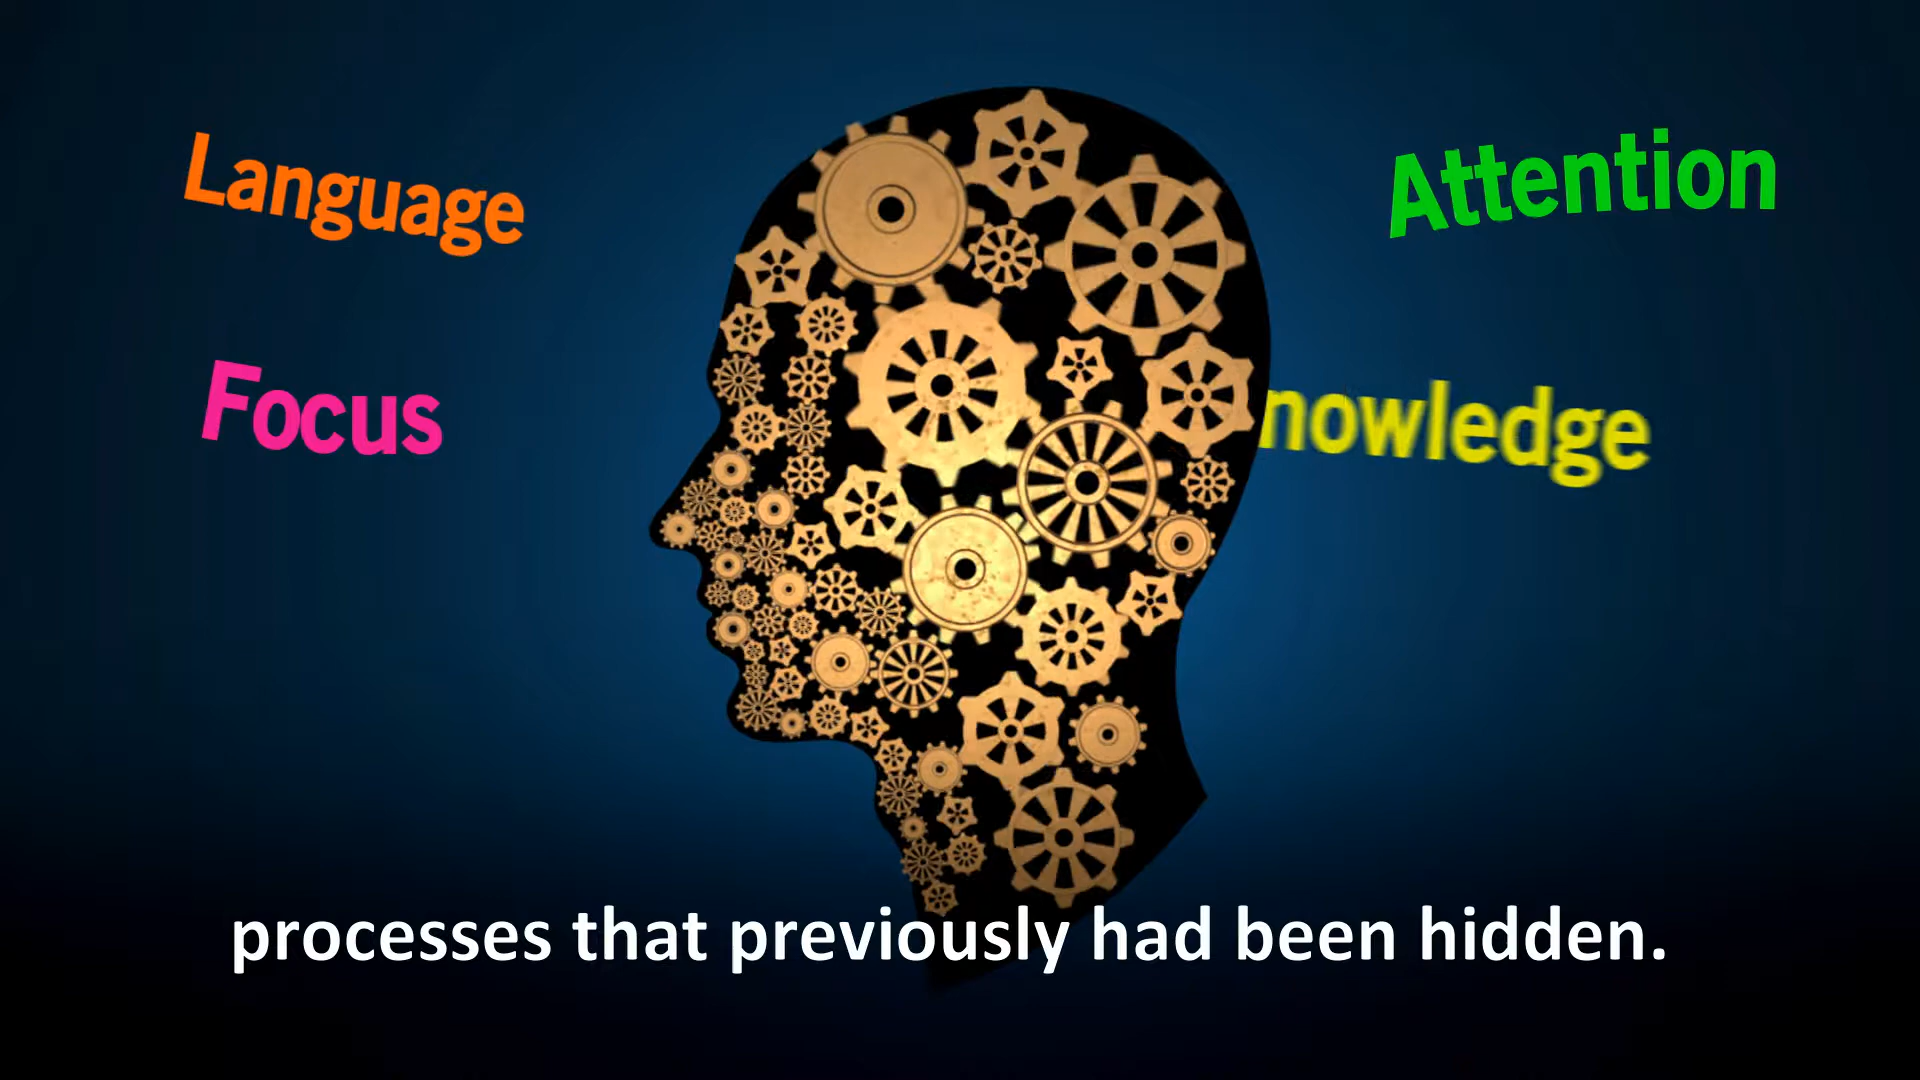 Language
Attention
Focus
nowledge
processes that previously had been hidden.